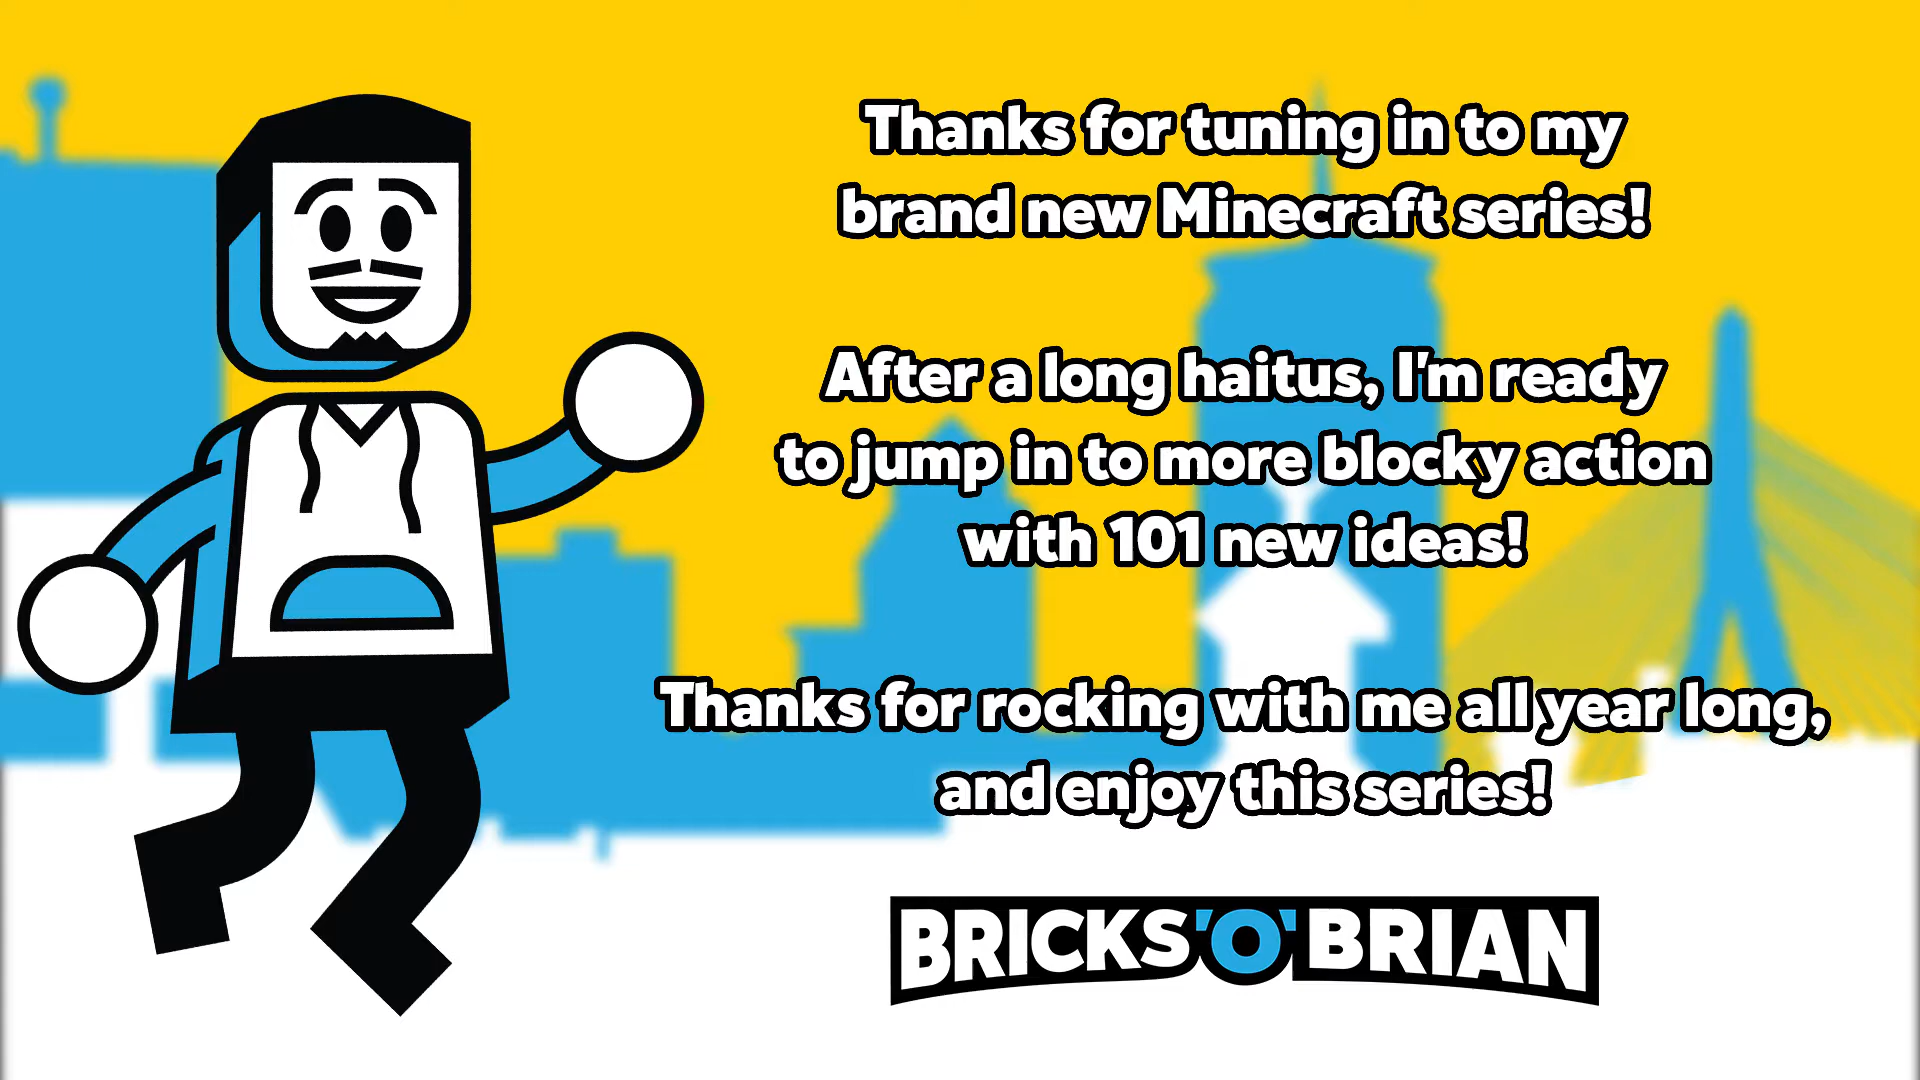 Thanks for tuning in to my
brand new Minecraft series!
After a long haitus, I'm ready
to jump in to more blocky action
with 101 new ideas!
Thanks for rocking with me all year long,
and enjoy this series!
BRICKS'O'BRIAN